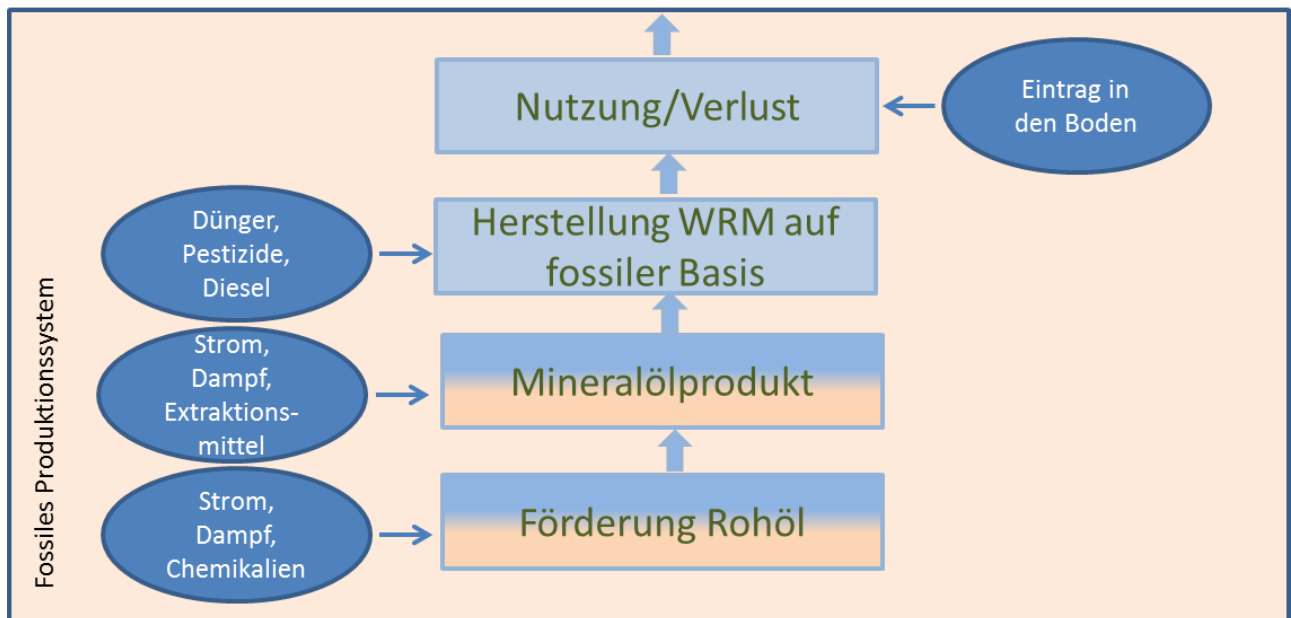 Nutzung/Verlust
Eintrag in
den Boden
Dünger,
Pestizide,
Diesel
Herstellung WRM auf
fossiler Basis
Strom,
Dampf,
Extraktions-
mittel
Mineralölprodukt
Strom,
Dampf,
Chemikalien
Förderung Rohöl
Fossiles Produktionssystem